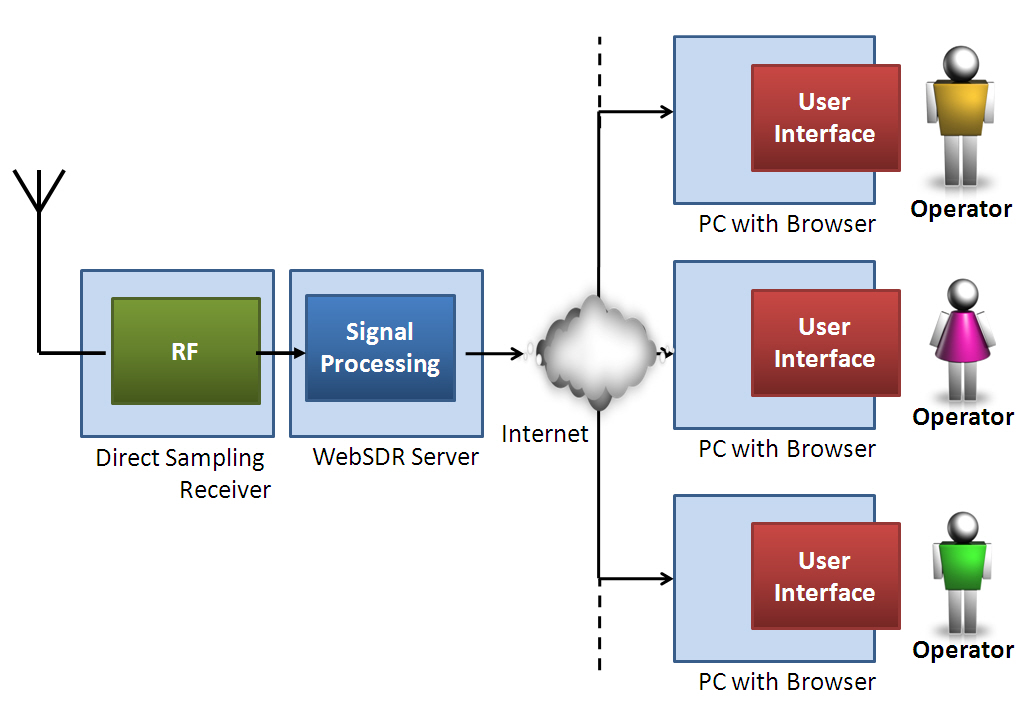 User
Interface
Operator
PC with Browser
RF
Signal
Processing
Direct Sampling
Receiver
WebSDR Server
Internet
User
Interface
Operator
PC with Browser
User
Interface
Operator
PC with Browser